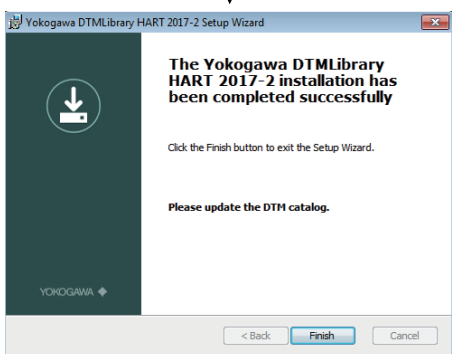 Yokogawa DTMLibrary HART 2017-2 Setup Wizard
The Yokogawa DTMLibrary
HART 2017-2 installation has
been completed successfully
Click the Finish button to exit the Setup Wizard.
Please update the DTM catalog.
YOKOGAWA
< Back Finish Cancel